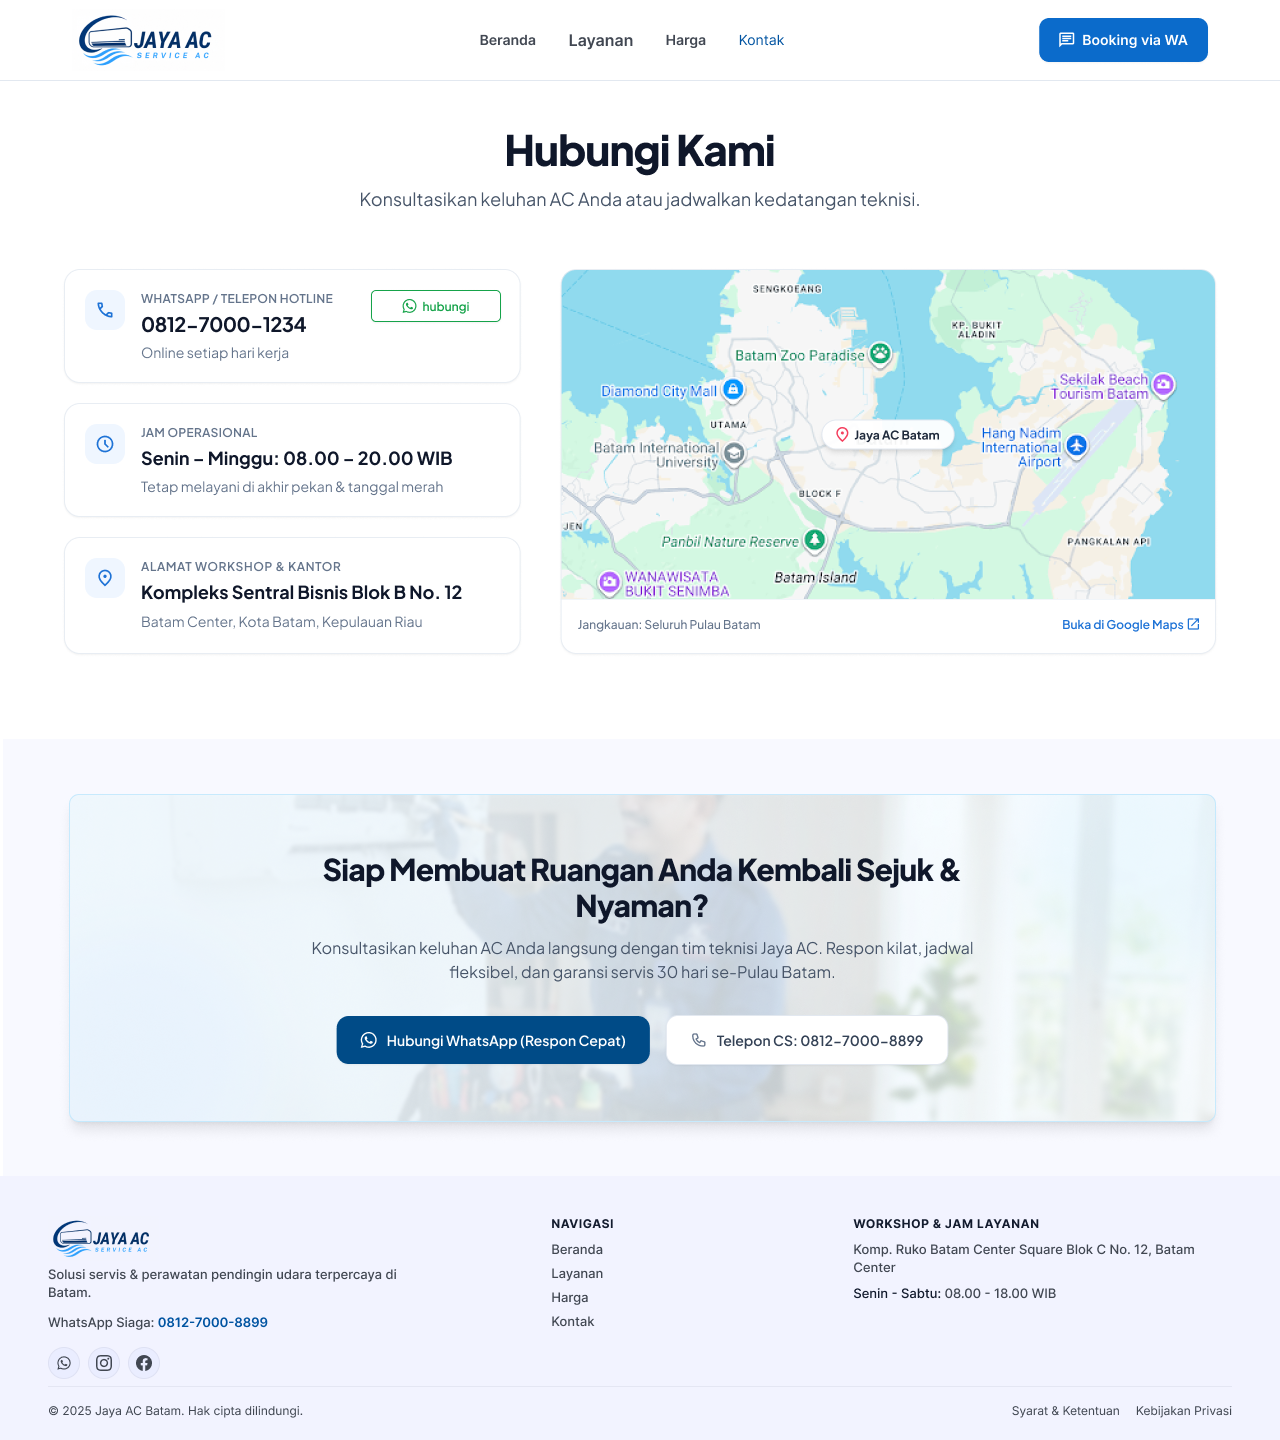 JAYA AC
SERVICE AC
Beranda
Layanan
Harga
Kontak
Booking via WA
Hubungi Kami
Konsultasikan keluhan AC Anda atau jadwalkan kedatangan teknisi.
WHATSAPP / TELEPON HOTLINE
0812-7000-1234
Online setiap hari kerja
hubungi
JAM OPERASIONAL
Senin – Minggu: 08.00 – 20.00 WIB
Tetap melayani di akhir pekan & tanggal merah
ALAMAT WORKSHOP & KANTOR
Kompleks Sentral Bisnis Blok B No. 12
Batam Center, Kota Batam, Kepulauan Riau
SENGKOEANG
KP. BUKIT
ALADIN
Batam Zoo Paradise
Sekilak Beach
Tourism Batam
Diamond City Mall
UTAMA
Jaya AC Batam
Hang Nadim
International
Airport
Batam International
University
BLOCK F
JEN
Panbil Nature Reserve
PANGKALAN API
Batam Island
WANAWISATA
BUKIT SENIMBA
Jangkauan: Seluruh Pulau Batam
Buka di Google Maps
Siap Membuat Ruangan Anda Kembali Sejuk &
Nyaman?
Konsultasikan keluhan AC Anda langsung dengan tim teknisi Jaya AC. Respon kilat, jadwal
fleksibel, dan garansi servis 30 hari se-Pulau Batam.
Hubungi WhatsApp (Respon Cepat)
Telepon CS: 0812-7000-8899
JAYA AC
SERVICE AC
Solusi servis & perawatan pendingin udara terpercaya di
Batam.
WhatsApp Siaga: 0812-7000-8899
NAVIGASI
Beranda
Layanan
Harga
Kontak
WORKSHOP & JAM LAYANAN
Komp. Ruko Batam Center Square Blok C No. 12, Batam
Center
Senin - Sabtu: 08.00 - 18.00 WIB
© 2025 Jaya AC Batam. Hak cipta dilindungi.
Syarat & Ketentuan
Kebijakan Privasi